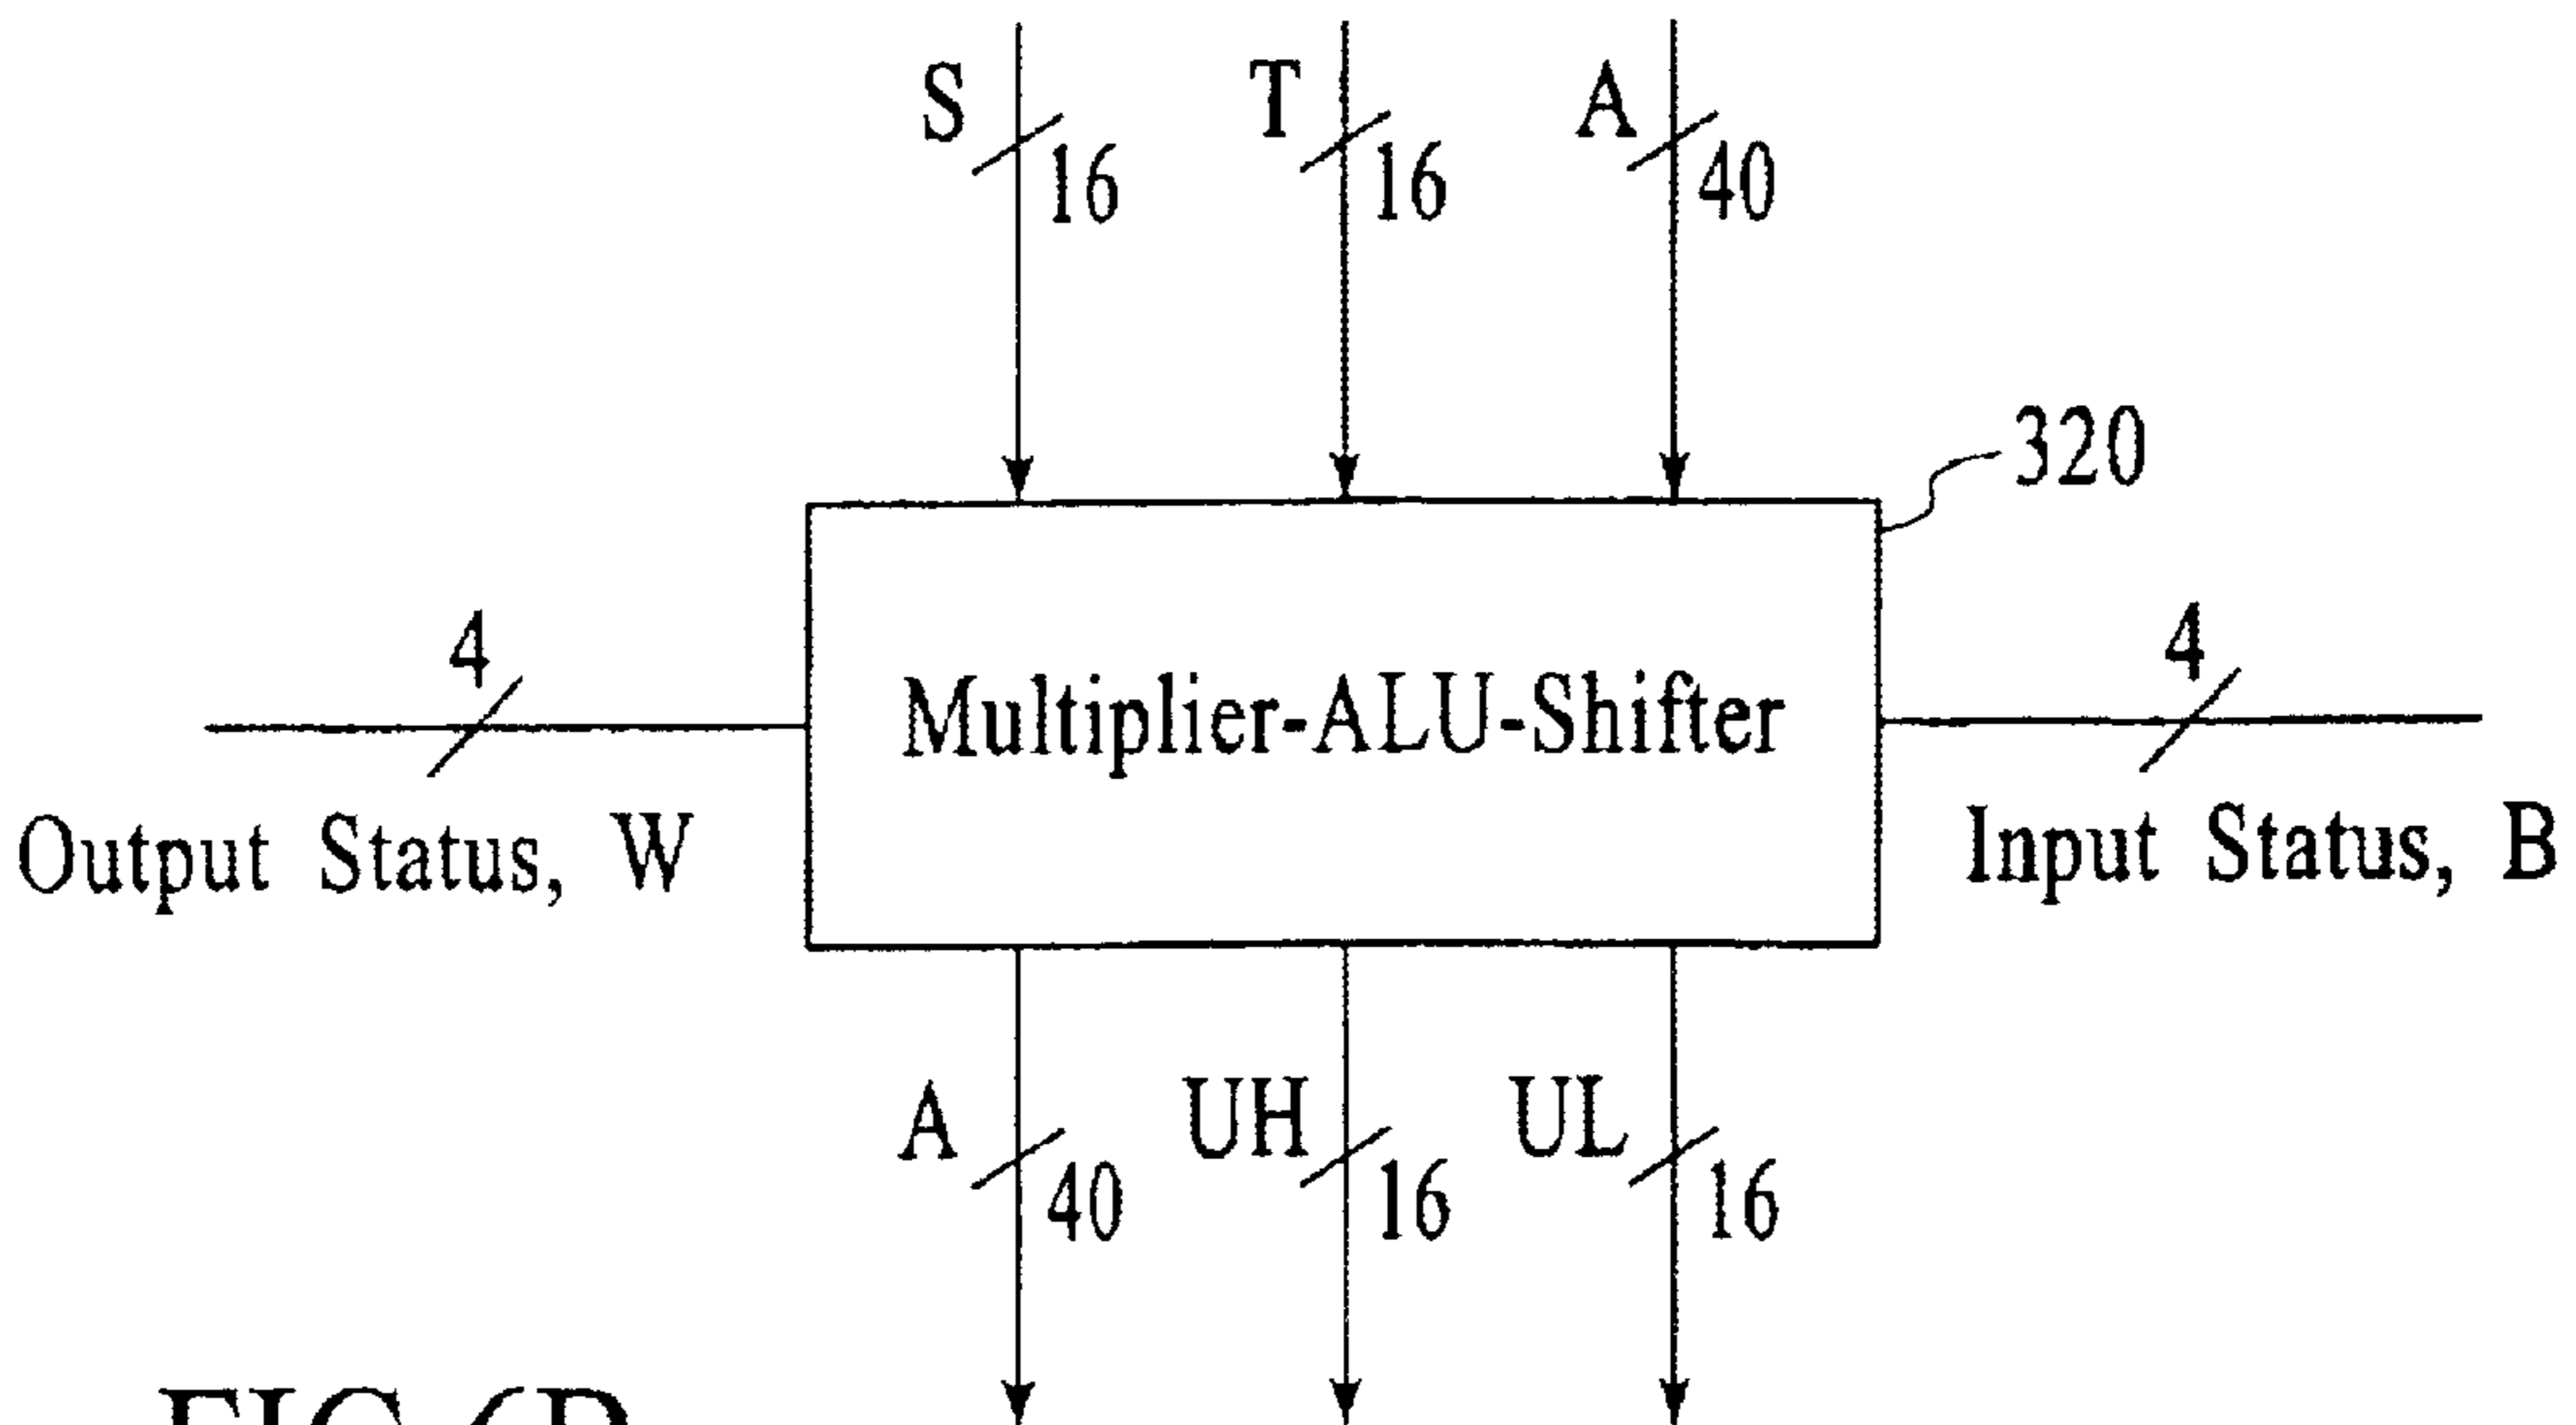 S
16
T
16
A
40
320
4
Multiplier-ALU-Shifter
4
Output Status, W
Input Status, B
A
40
UH
16
UL
16